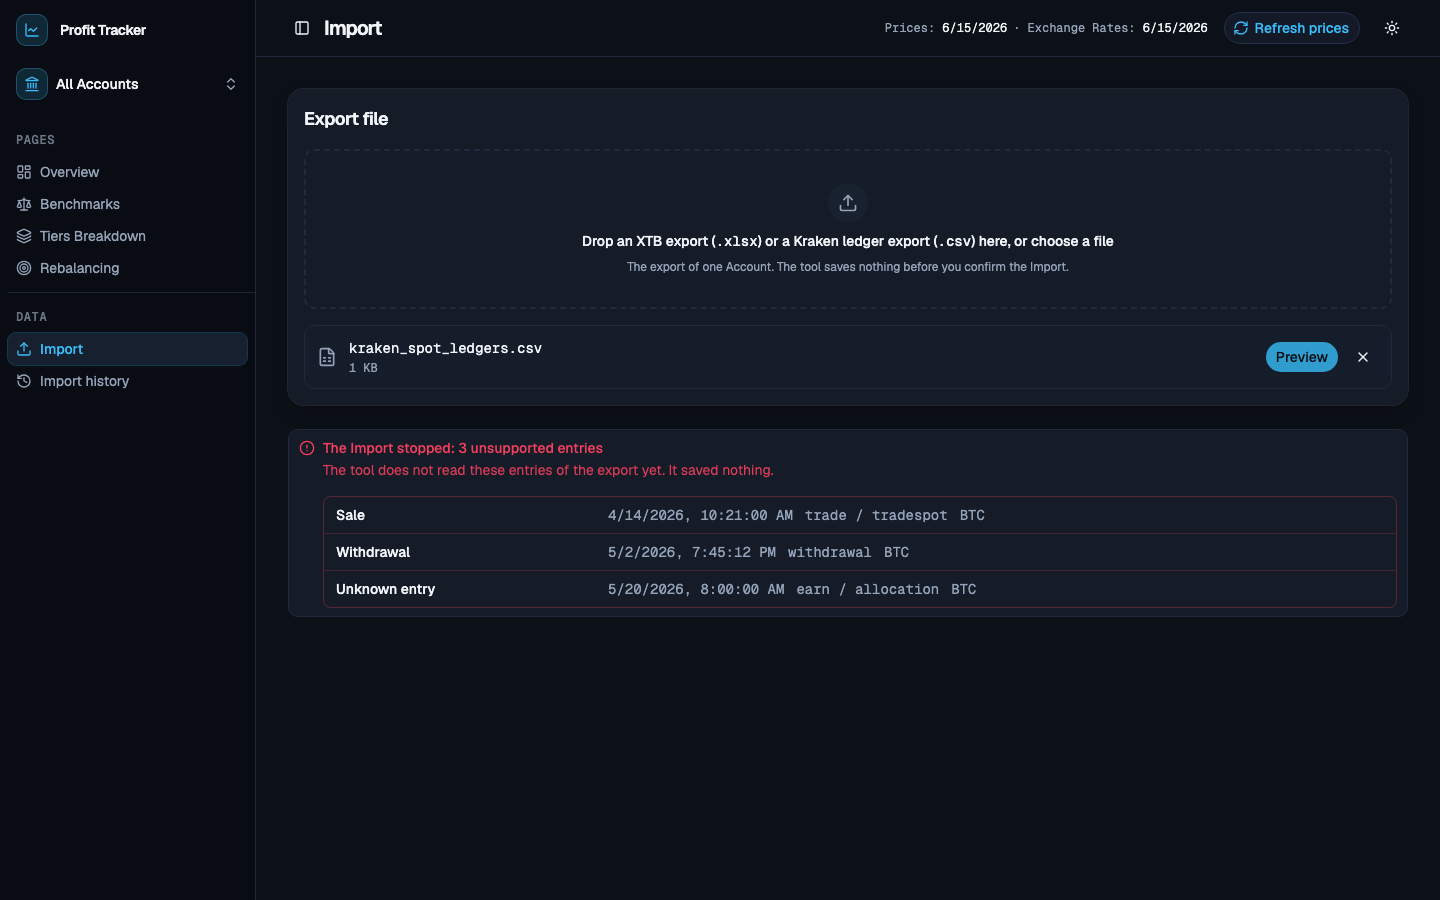 Profit Tracker
All Accounts
PAGES
Overview
Benchmarks
Tiers Breakdown
Rebalancing
DATA
Import
Import history
Import
Prices: 6/15/2026 · Exchange Rates: 6/15/2026
Refresh prices
Export file
Drop an XTB export (.xlsx) or a Kraken ledger export (.csv) here, or choose a file
The export of one Account. The tool saves nothing before you confirm the Import.
kraken_spot_ledgers.csv
1 KB
Preview
The Import stopped: 3 unsupported entries
The tool does not read these entries of the export yet. It saved nothing.
Sale 4/14/2026, 10:21:00 AM trade / tradespot BTC
Withdrawal 5/2/2026, 7:45:12 PM withdrawal BTC
Unknown entry 5/20/2026, 8:00:00 AM earn / allocation BTC